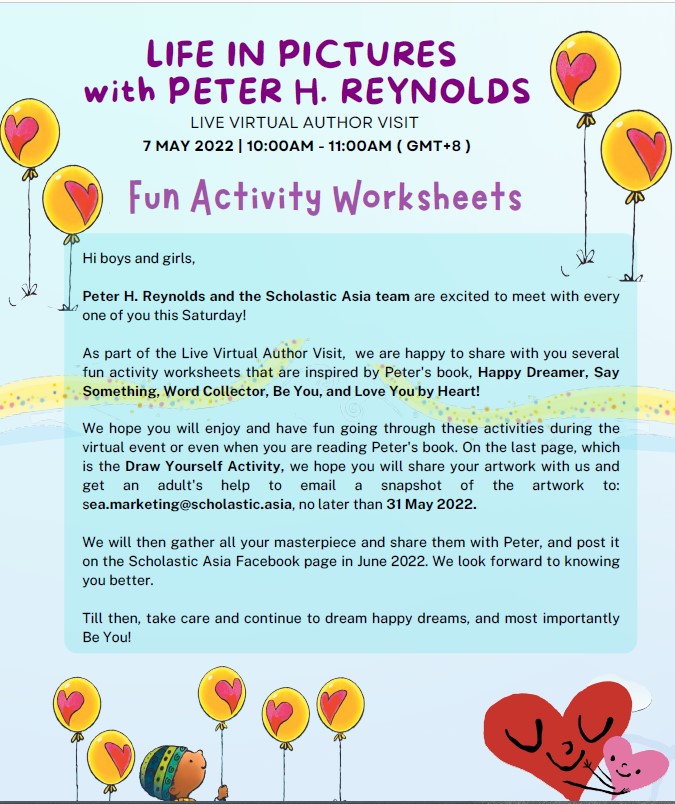 LIFE IN PICTURES
with PETER H. REYNOLDS
LIVE VIRTUAL AUTHOR VISIT
7 MAY 2022 | 10:00AM - 11:00AM ( GMT+8 )
Fun Activity Worksheets
Hi boys and girls,
Peter H. Reynolds and the Scholastic Asia team are excited to meet with every
one of you this Saturday!
As part of the Live Virtual Author Visit, we are happy to share with you several
fun activity worksheets that are inspired by Peter's book, Happy Dreamer, Say
Something, Word Collector, Be You, and Love You by Heart!
We hope you will enjoy and have fun going through these activities during the
virtual event or even when you are reading Peter's book. On the last page, which
is the Draw Yourself Activity, we hope you will share your artwork with us and
get an adult's help to email a snapshot of the artwork to:
sea.marketing@scholastic.asia, no later than 31 May 2022.
We will then gather all your masterpiece and share them with Peter, and post it
on the Scholastic Asia Facebook page in June 2022. We look forward to knowing
you better.
Till then, take care and continue to dream happy dreams, and most importantly
Be You!